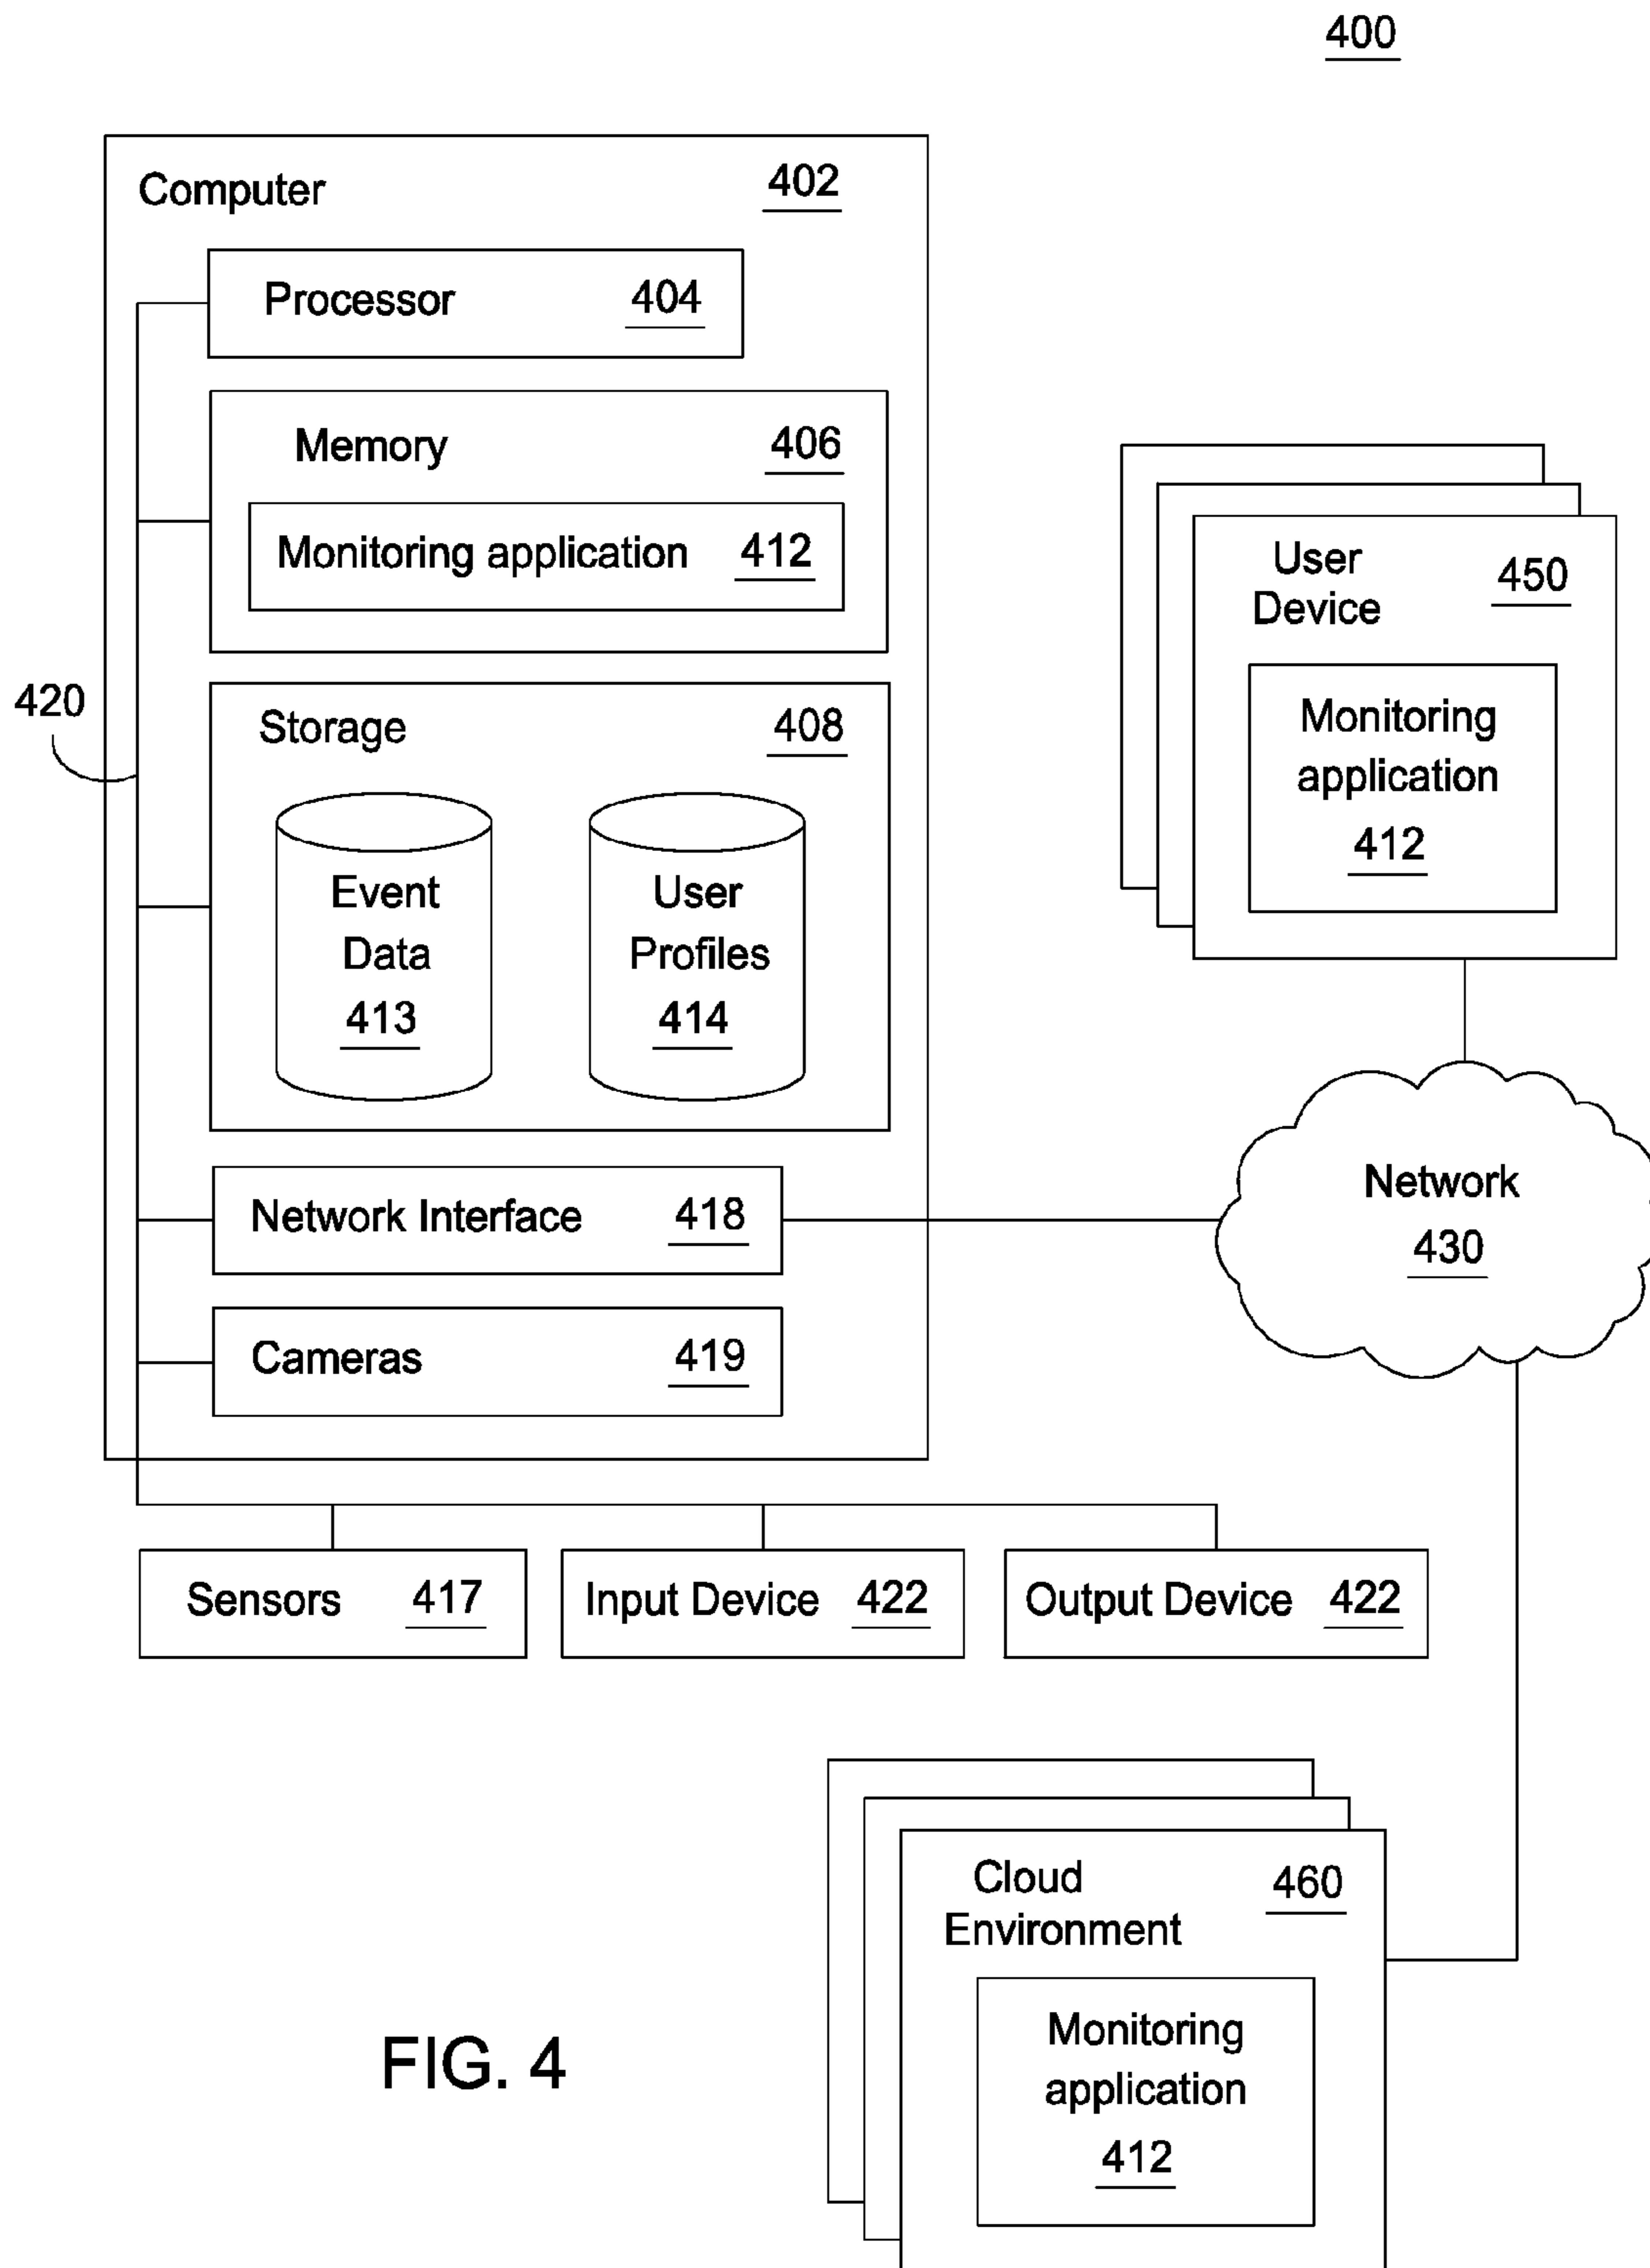 400
Computer 402
Processor 404
Memory 406
Monitoring application 412
420
Storage 408
Event
Data
413
User
Profiles
414
Network Interface 418
Cameras 419
User
Device
450
Monitoring
application
412
Network
430
Sensors 417
Input Device 422
Output Device 422
Cloud
Environment
460
Monitoring
application
412
FIG. 4